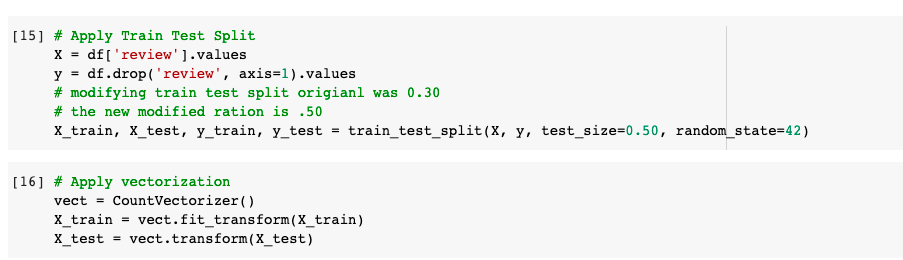 [15] # Apply Train Test Split
X = df['review'].values
y = df.drop('review', axis=1).values
# modifying train test split origianl was 0.30
# the new modified ration is .50
X_train, X_test, y_train, y_test = train_test_split(X, y, test_size=0.50, random_state=42)
[16] # Apply vectorization
vect = CountVectorizer()
X_train = vect.fit_transform(X_train)
X_test = vect.transform(X_test)